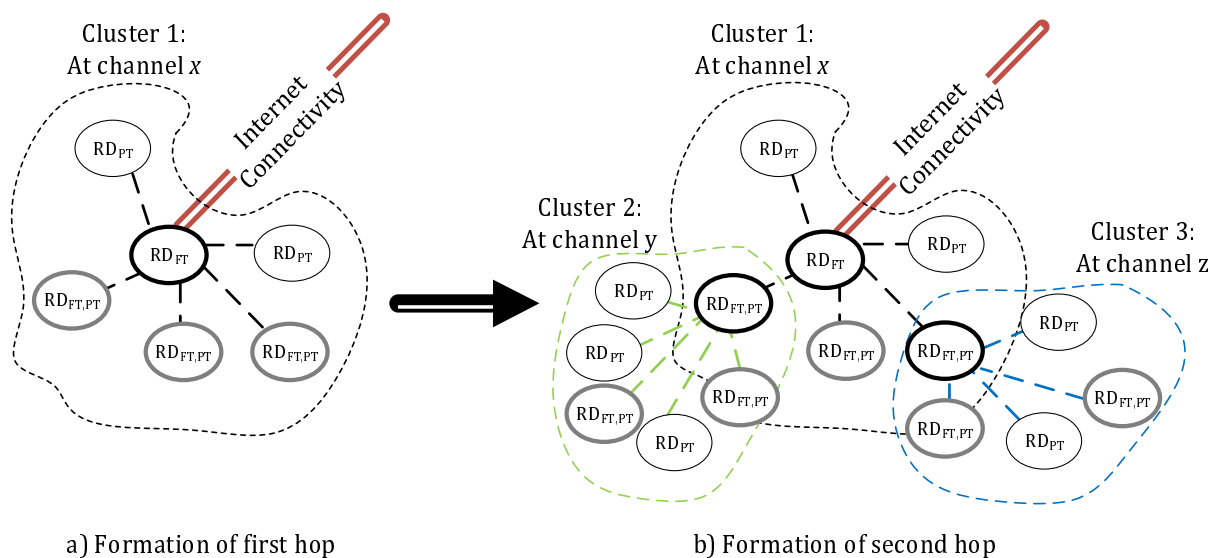 Cluster 1:
At channel x
Internet
Connectivity
RD_PT
RD_FT
RD_PT
RD_FT,PT
RD_FT,PT
RD_FT,PT
a) Formation of first hop
Cluster 1:
At channel x
Internet
Connectivity
RD_PT
Cluster 2:
At channel y
RD_FT
RD_PT
Cluster 3:
At channel z
RD_PT
RD_FT,PT
RD_PT
RD_PT
RD_FT,PT
RD_FT,PT
RD_FT,PT
RD_FT,PT
RD_FT,PT
RD_PT
RD_FT,PT
RD_PT
b) Formation of second hop